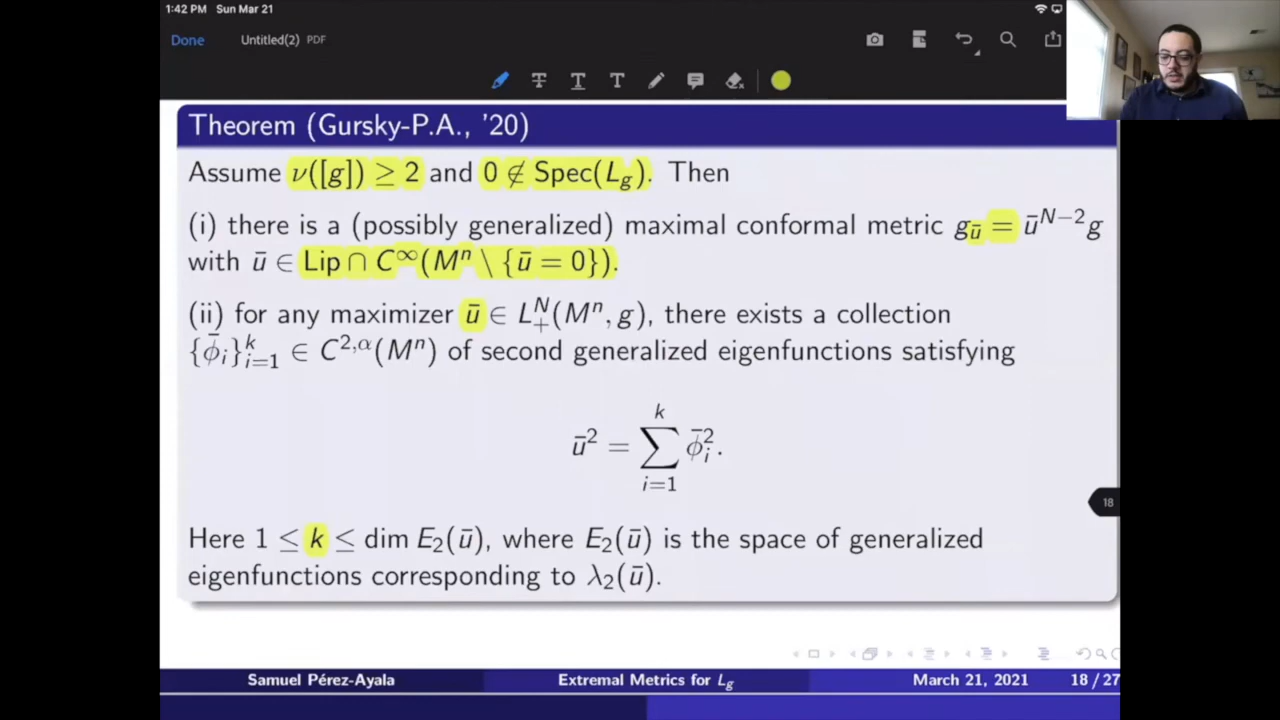 1:42 PM Sun Mar 21
Done Untitled(2) PDF
Theorem (Gursky-P.A., '20)
Assume ν([g]) ≥ 2 and 0 ∉ Spec(L_g). Then
(i) there is a (possibly generalized) maximal conformal metric g_ū = ū^{N−2}g
with ū ∈ Lip ∩ C^∞(M^n \ {ū = 0}).
(ii) for any maximizer ū ∈ L^N_+(M^n, g), there exists a collection
{ϕ̄_i}^k_{i=1} ∈ C^{2,α}(M^n) of second generalized eigenfunctions satisfying
ū² = ∑_{i=1}^{k} ϕ̄_i².
18
Here 1 ≤ k ≤ dim E_2(ū), where E_2(ū) is the space of generalized
eigenfunctions corresponding to λ_2(ū).
Samuel Pérez-Ayala Extremal Metrics for L_g March 21, 2021 18 / 27